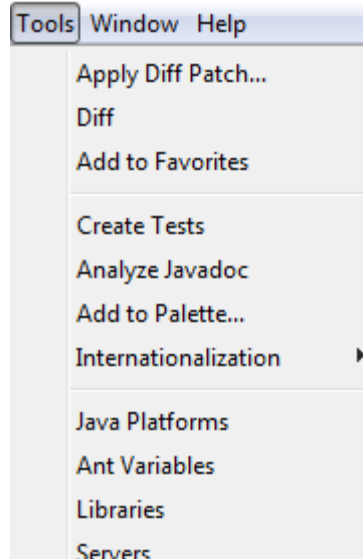 Tools Window Help
Apply Diff Patch...
Diff
Add to Favorites
Create Tests
Analyze Javadoc
Add to Palette...
Internationalization
Java Platforms
Ant Variables
Libraries
Servers